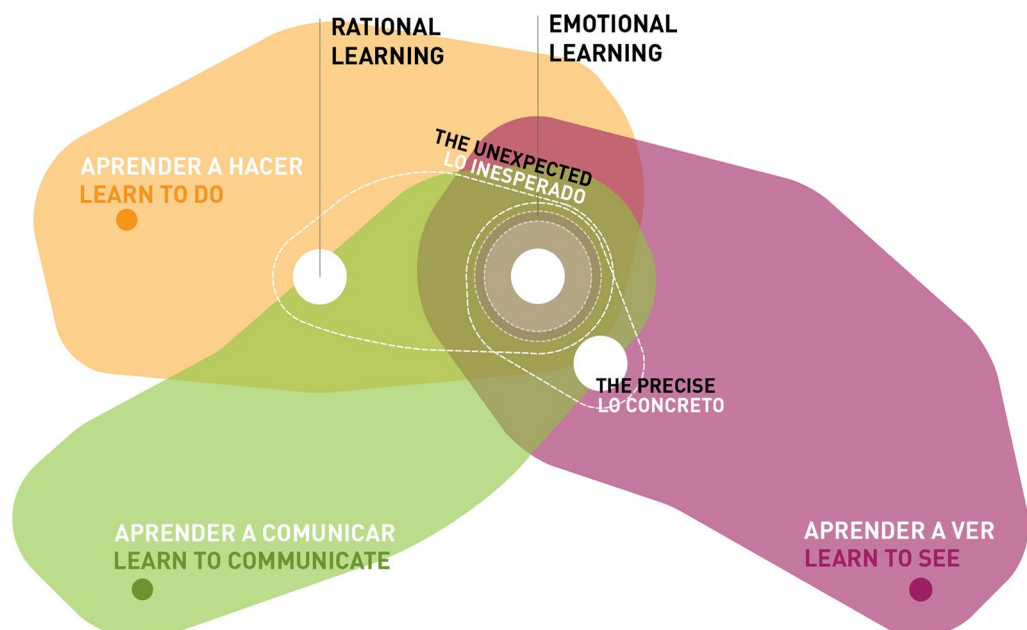 RATIONAL
LEARNING
EMOTIONAL
LEARNING
THE UNEXPECTED
LO INESPERADO
APRENDER A HACER
LEARN TO DO
THE PRECISE
LO CONCRETO
APRENDER A COMUNICAR
LEARN TO COMMUNICATE
APRENDER A VER
LEARN TO SEE